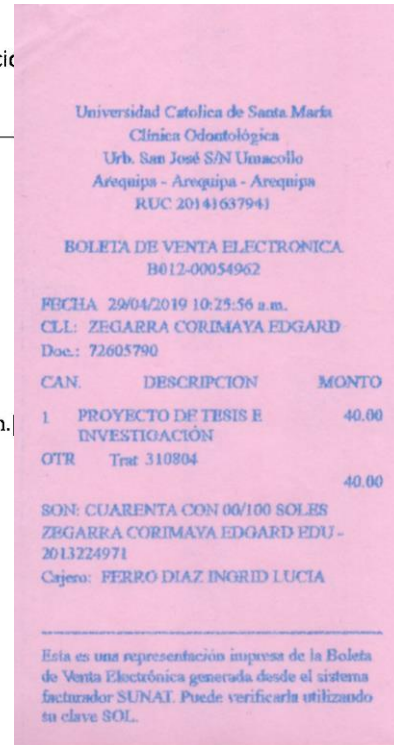 Universidad Catolica de Santa María
Clínica Odontológica
Urb. San José S/N Umacollo
Arequipa - Arequipa - Arequipa
RUC 20141637941
BOLETA DE VENTA ELECTRONICA
B012-00054962
FECHA 29/04/2019 10:25:56 a.m.
CLL: ZEGARRA CORIMAYA EDGARD
Doc.: 72605790
CAN. DESCRIPCION MONTO
1 PROYECTO DE TESIS E 40.00
INVESTIGACIÓN
OTR Trat 310804
40.00
SON: CUARENTA CON 00/100 SOLES
ZEGARRA CORIMAYA EDGARD EDU -
2013224971
Cajero: FERRO DIAZ INGRID LUCIA
Esta es una representación impresa de la Boleta
de Venta Electrónica generada desde el sistema
facturador SUNAT. Puede verificarla utilizando
su clave SOL.